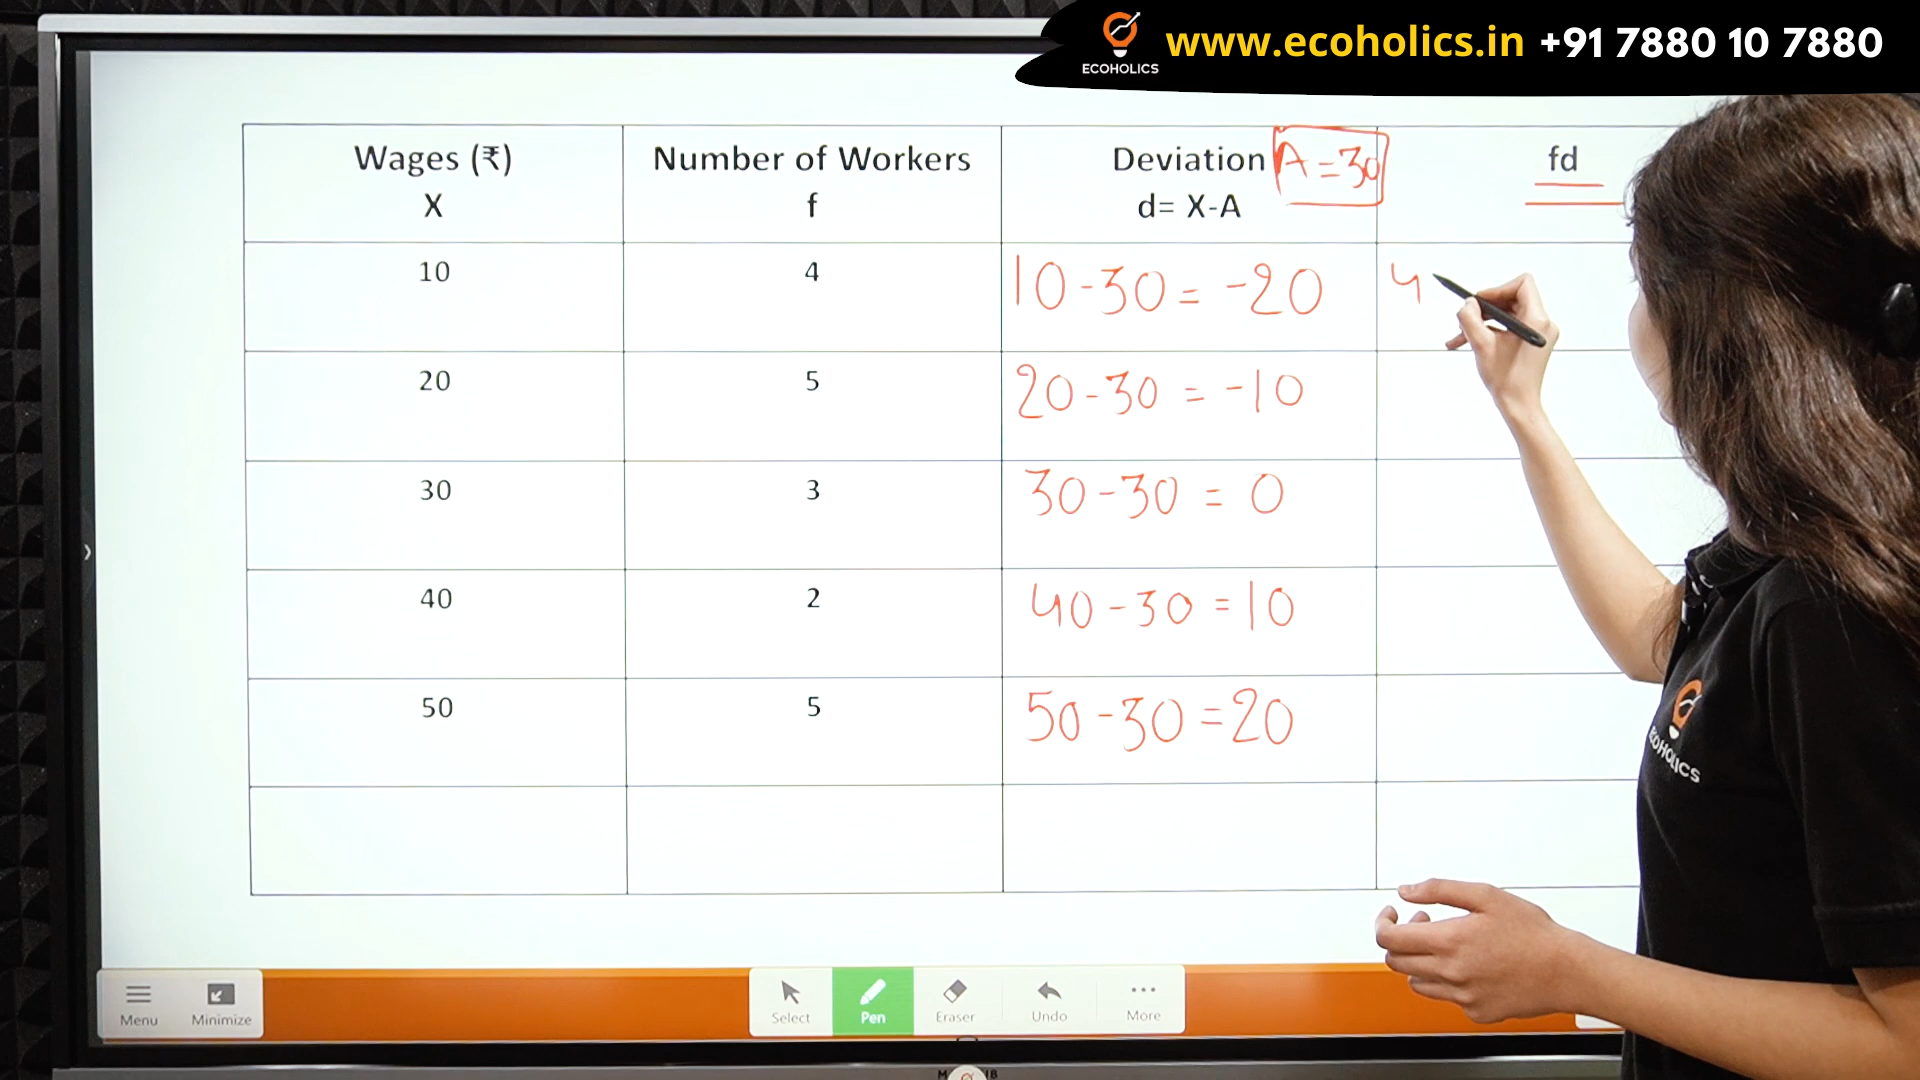 www.ecoholics.in +91 7880 10 7880
ECOHOLICS
Wages (₹)
X
Number of Workers
f
Deviation
d= X-A
A = 30
fd
10
4
10 - 30 = -20
4
20
5
20 - 30 = -10
30
3
30 - 30 = 0
40
2
40 - 30 = 10
50
5
50 - 30 = 20
ECOHOLICS
Menu
Minimize
Select
Pen
Eraser
Undo
More